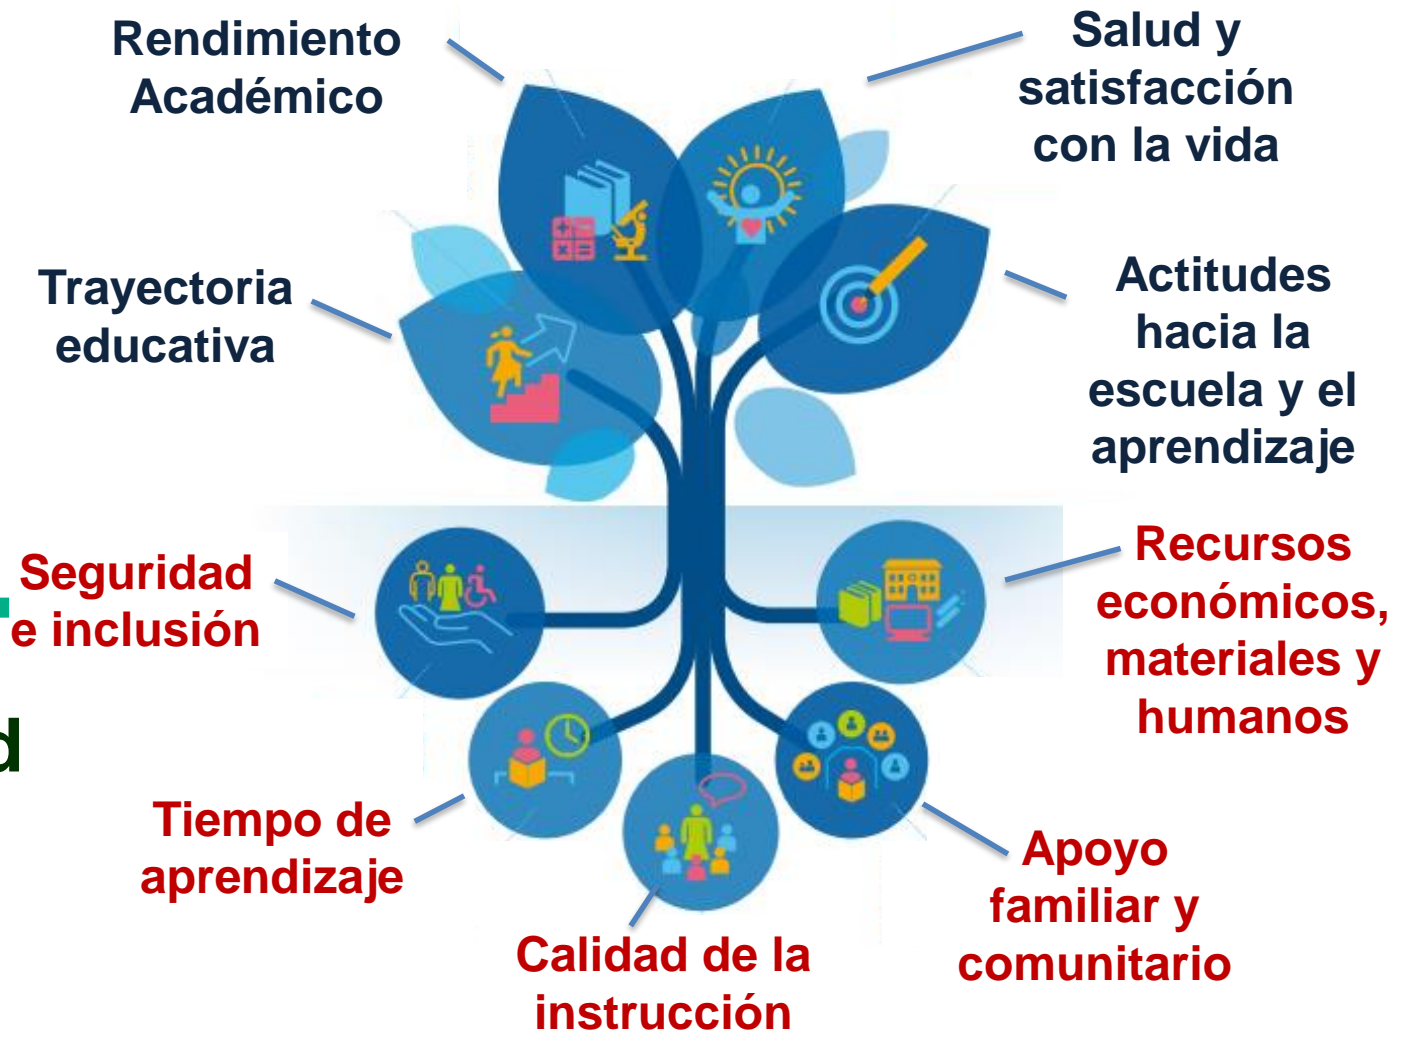 Rendimiento
Académico
Salud y
satisfacción
con la vida
Trayectoria
educativa
Actitudes
hacia la
escuela y el
aprendizaje
Seguridad
e inclusión
Recursos
económicos,
materiales y
humanos
d
Tiempo de
aprendizaje
Apoyo
familiar y
comunitario
Calidad de la
instrucción